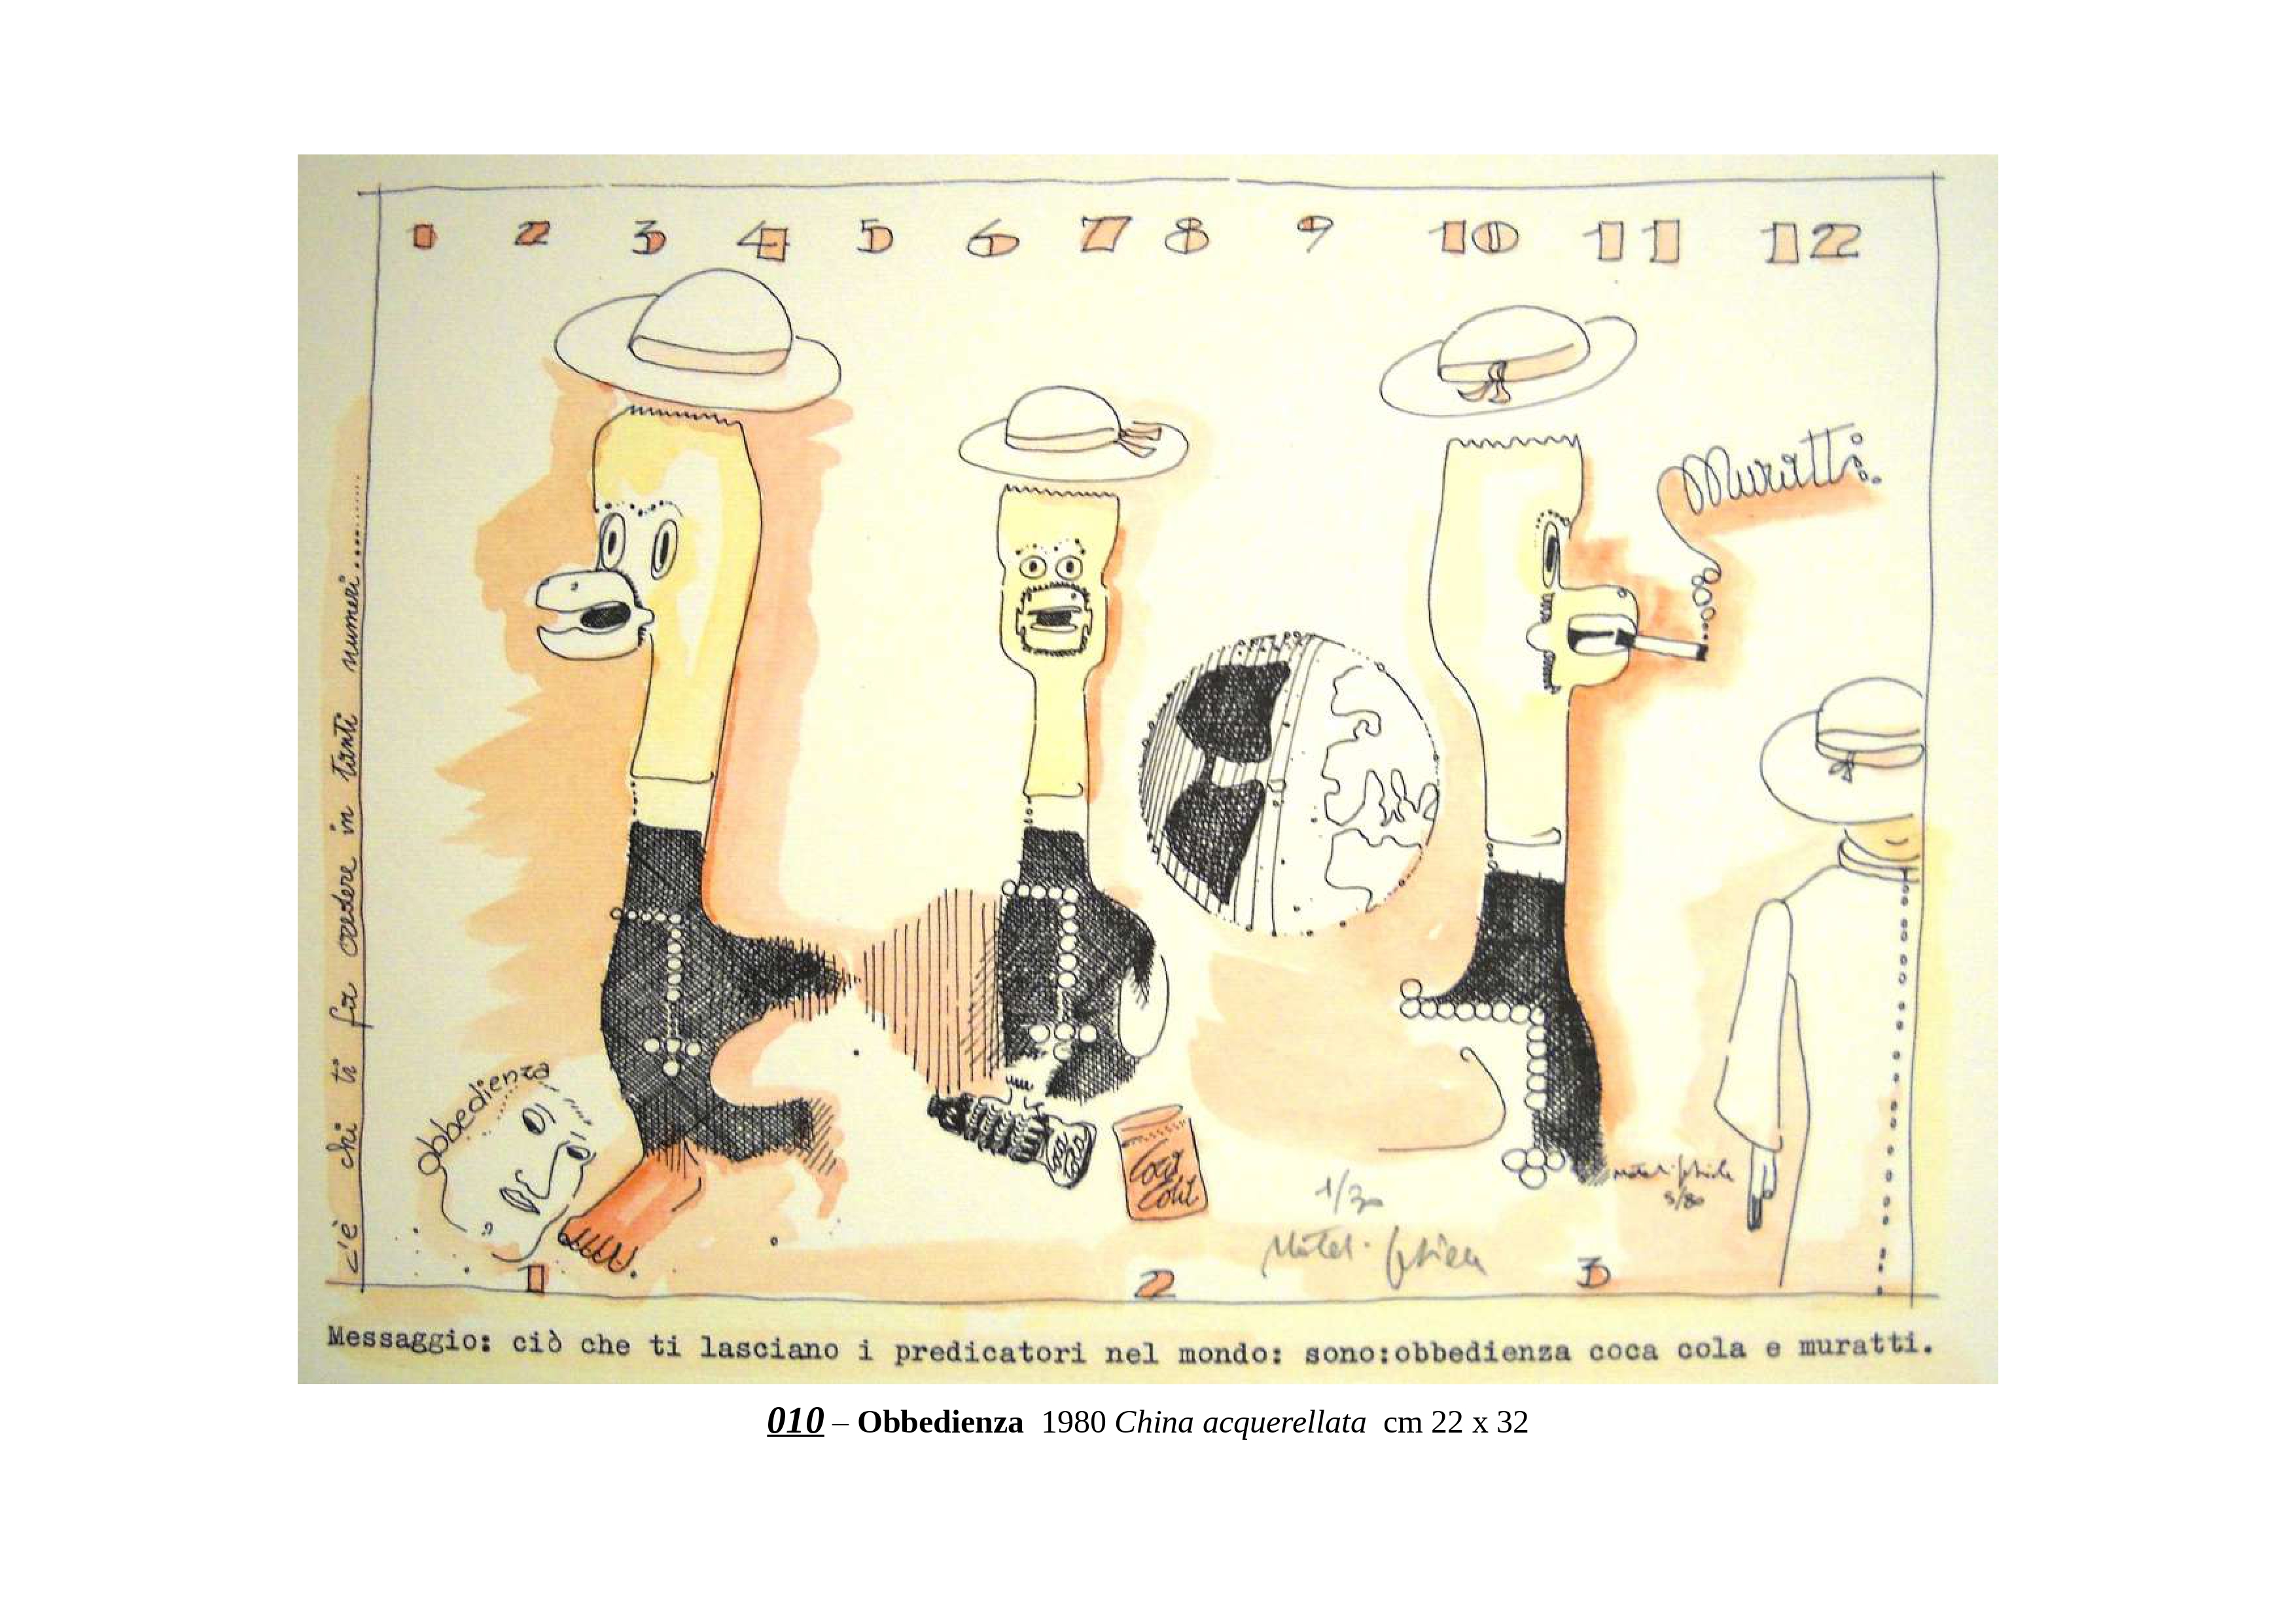 1 2 3 4 5 6 7 8 9 10 11 12
Muratti
c'è chi ti fa credere in tanti numeri..........
obbedienza
Coca
Cola
1/30
5/80
1 2 3
Messaggio: ciò che ti lasciano i predicatori nel mondo: sono:obbedienza coca cola e muratti.
010 – Obbedienza 1980 China acquerellata cm 22 x 32